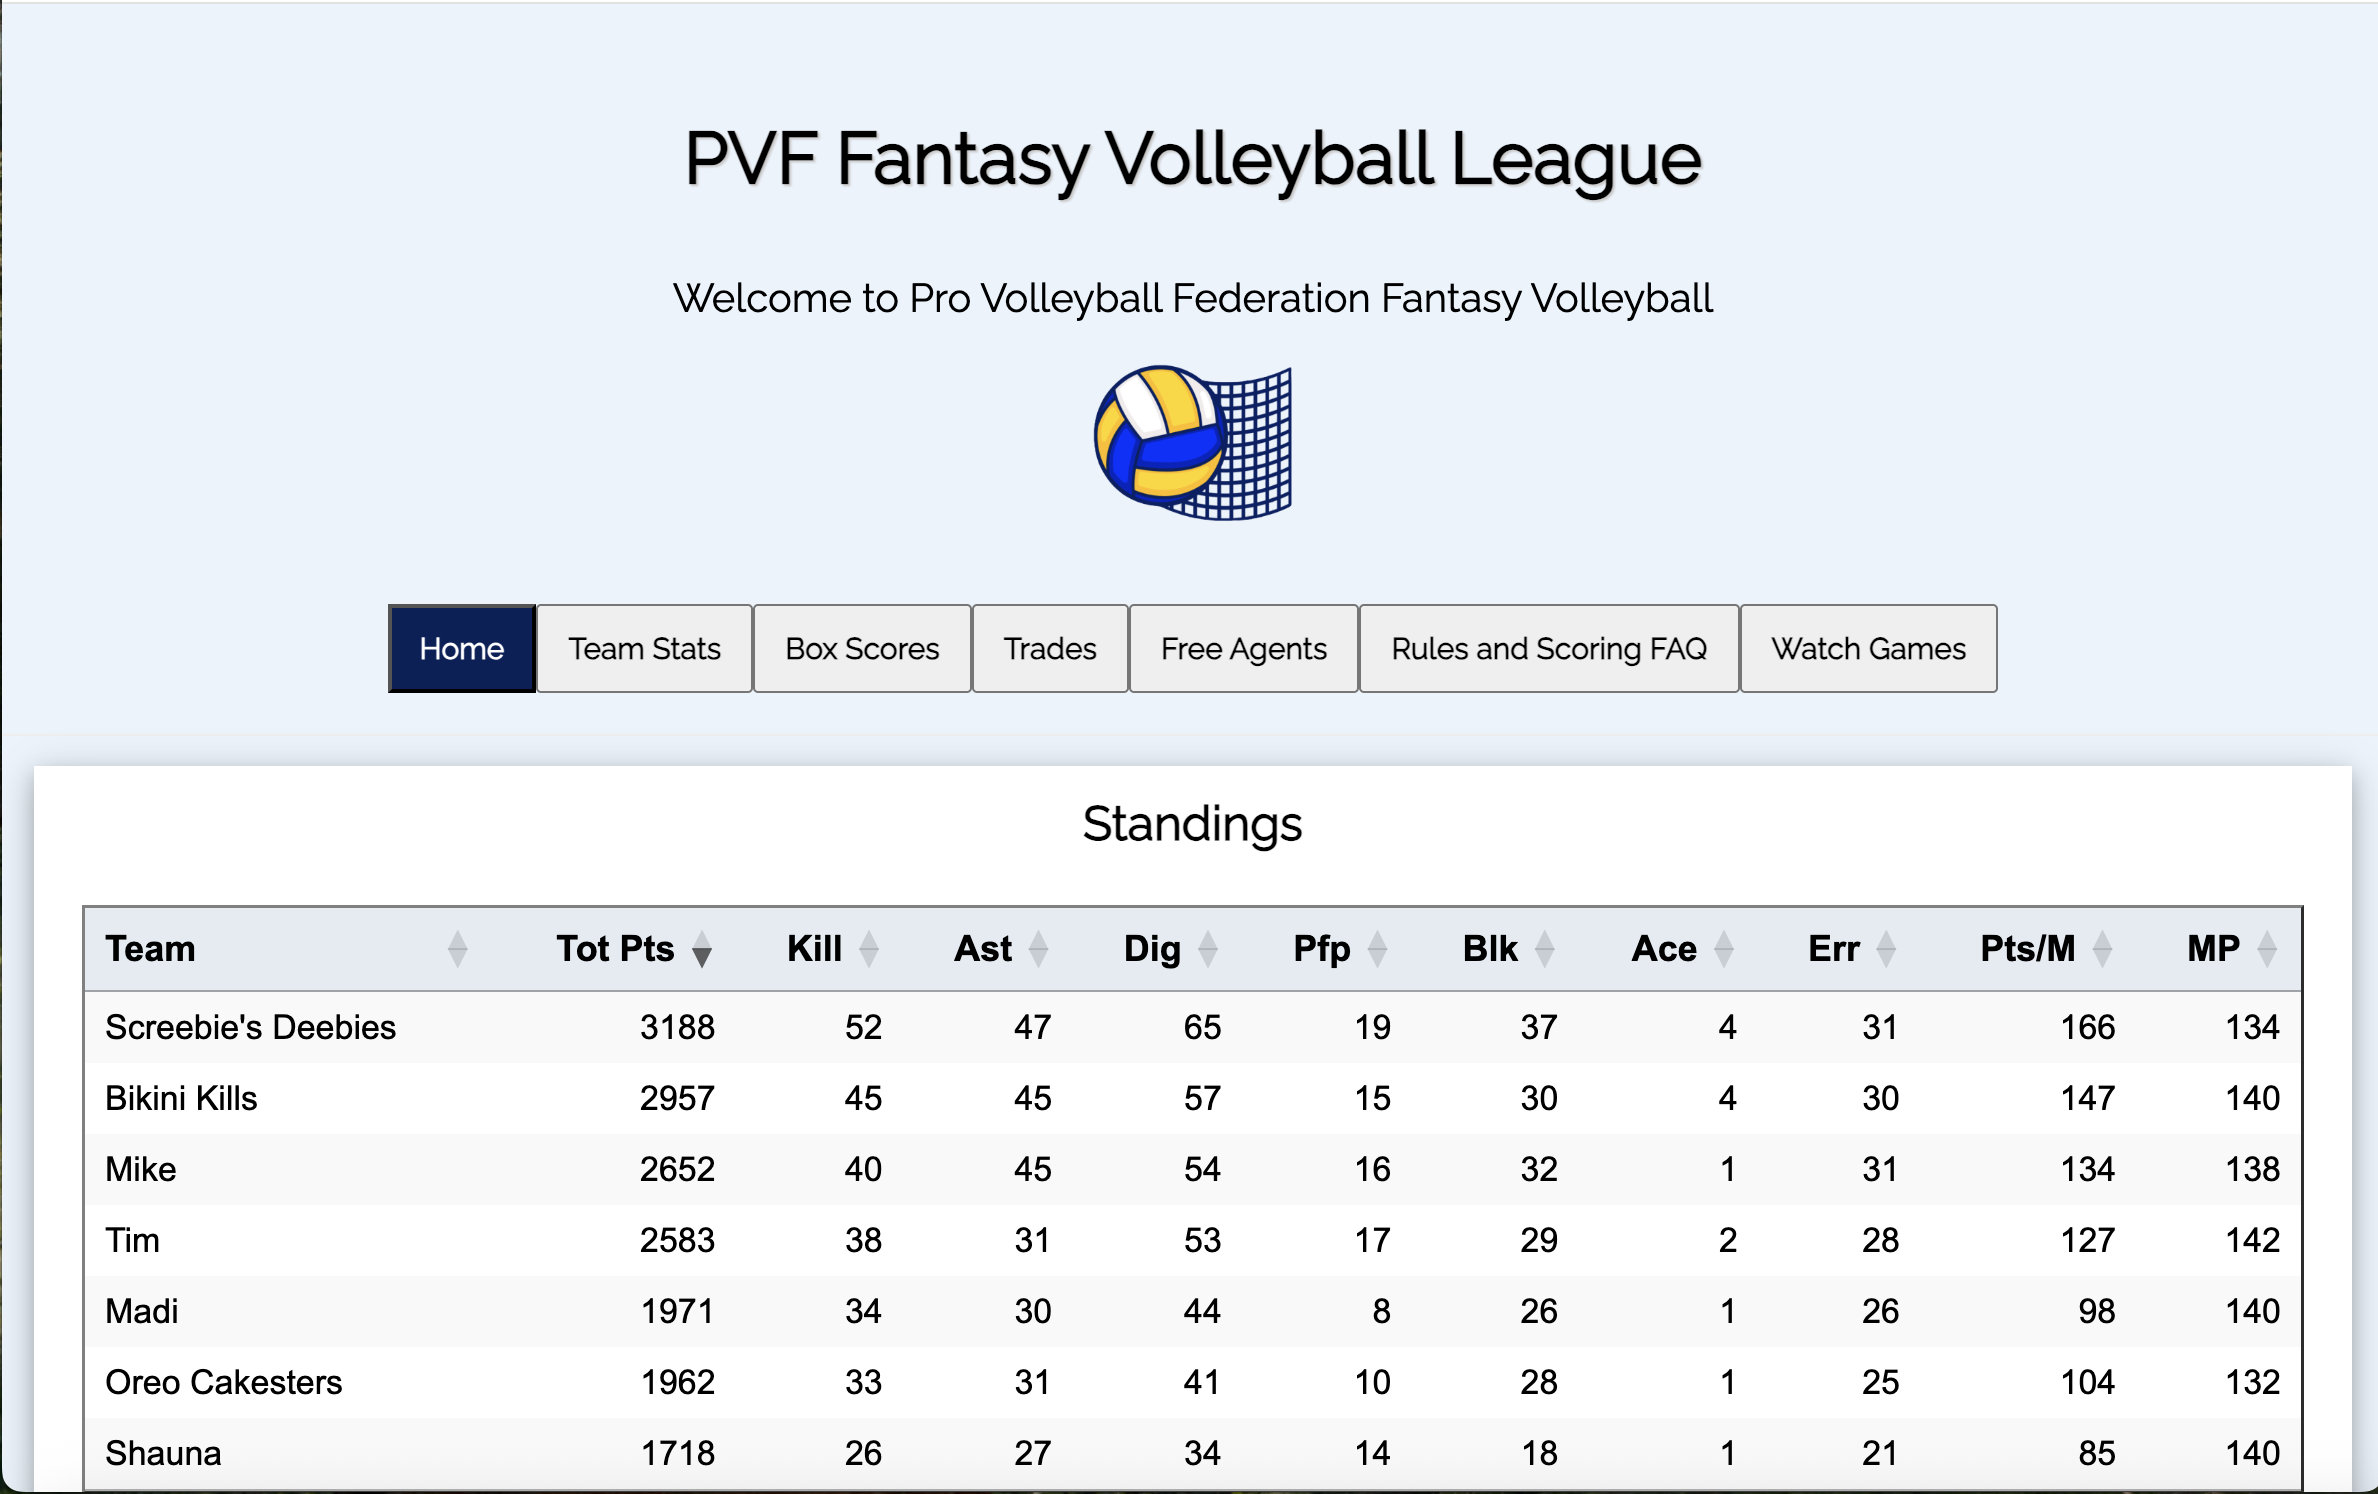 PVF Fantasy Volleyball League
Welcome to Pro Volleyball Federation Fantasy Volleyball
Home Team Stats Box Scores Trades Free Agents Rules and Scoring FAQ Watch Games
Standings
Team Tot Pts Kill Ast Dig Pfp Blk Ace Err Pts/M MP
Screebie's Deebies 3188 52 47 65 19 37 4 31 166 134
Bikini Kills 2957 45 45 57 15 30 4 30 147 140
Mike 2652 40 45 54 16 32 1 31 134 138
Tim 2583 38 31 53 17 29 2 28 127 142
Madi 1971 34 30 44 8 26 1 26 98 140
Oreo Cakesters 1962 33 31 41 10 28 1 25 104 132
Shauna 1718 26 27 34 14 18 1 21 85 140